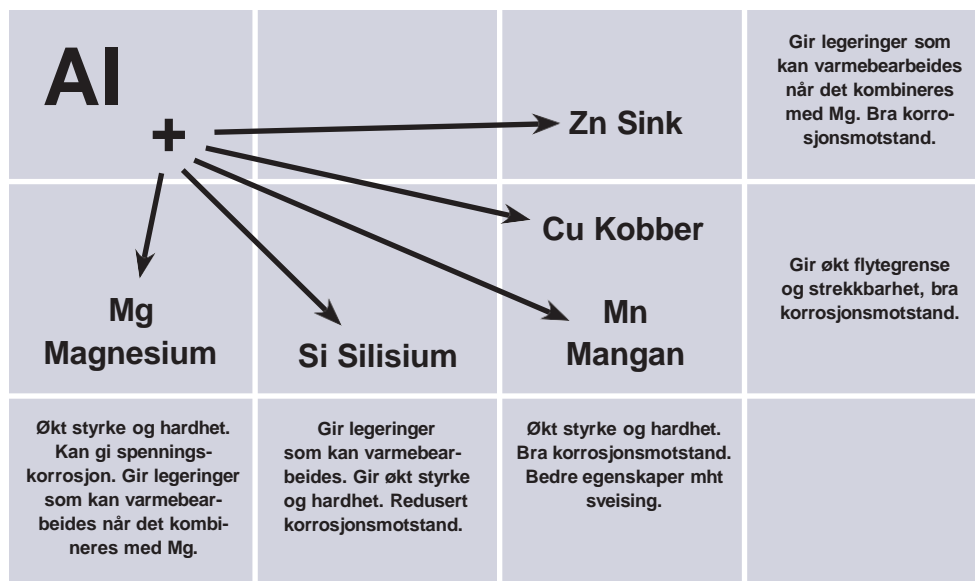 Al
+
Zn Sink
Gir legeringer som
kan varmebearbeides
når det kombineres
med Mg. Bra korro-
sjonsmotstand.
Cu Kobber
Gir økt flytegrense
og strekkbarhet, bra
korrosjonsmotstand.
Mg
Magnesium
Si Silisium
Mn
Mangan
Økt styrke og hardhet.
Kan gi spennings-
korrosjon. Gir legeringer
som kan varmebear-
beides når det kombi-
neres med Mg.
Gir legeringer
som kan varmebear-
beides. Gir økt styrke
og hardhet. Redusert
korrosjonsmotstand.
Økt styrke og hardhet.
Bra korrosjonsmotstand.
Bedre egenskaper mht
sveising.